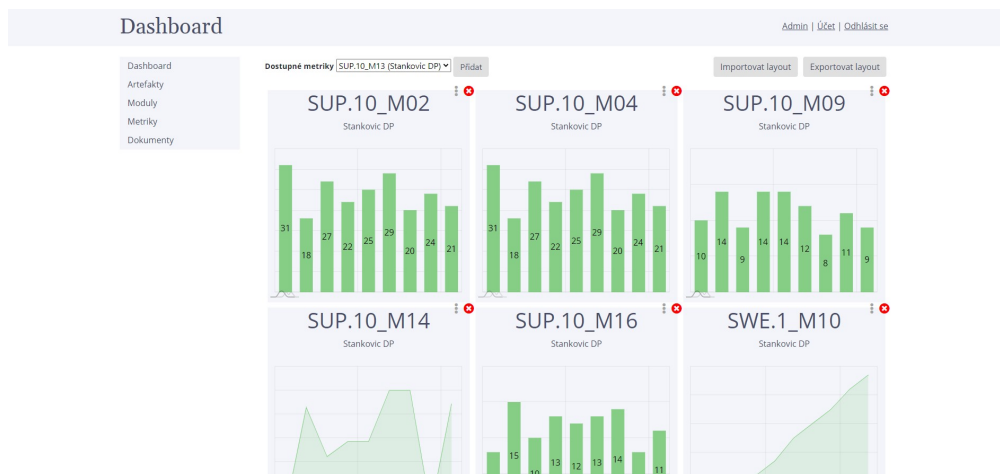 Dashboard
Admin | Účet | Odhlásit se
Dashboard
Artefakty
Moduly
Metriky
Dokumenty
Dostupné metriky SUP.10_M13 (Stankovic DP) Přidat
Importovat layout Exportovat layout
SUP.10_M02
Stankovic DP
31 18 27 22 25 29 20 24 21
SUP.10_M04
Stankovic DP
31 18 27 22 25 29 20 24 21
SUP.10_M09
Stankovic DP
10 14 9 14 14 12 8 11 9
SUP.10_M14
Stankovic DP
SUP.10_M16
Stankovic DP
15 10 13 12 13 14 11
SWE.1_M10
Stankovic DP